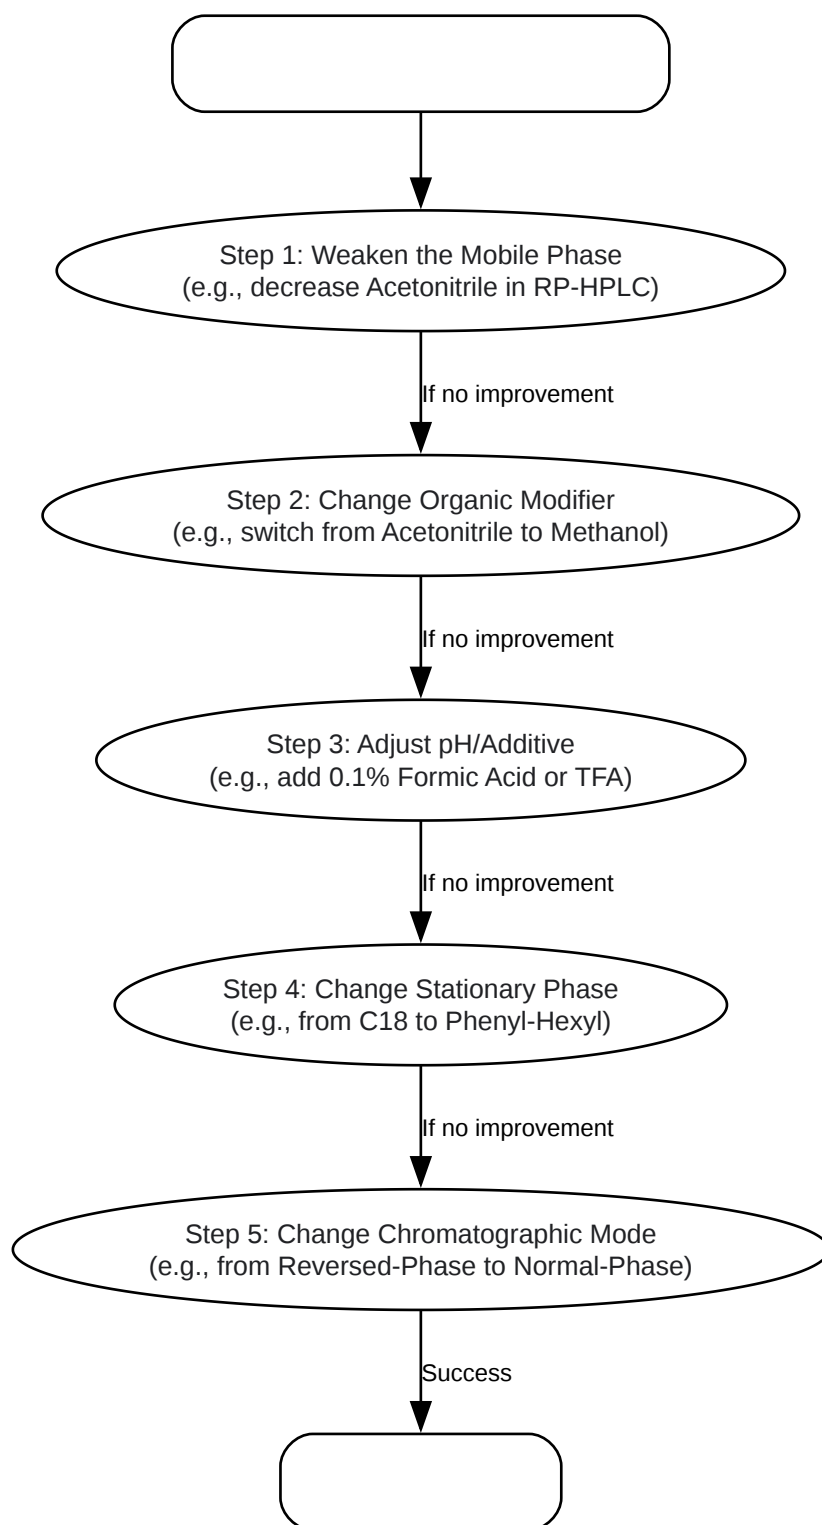 Step 1: Weaken the Mobile Phase
(e.g., decrease Acetonitrile in RP-HPLC)
If no improvement
Step 2: Change Organic Modifier
(e.g., switch from Acetonitrile to Methanol)
If no improvement
Step 3: Adjust pH/Additive
(e.g., add 0.1% Formic Acid or TFA)
If no improvement
Step 4: Change Stationary Phase
(e.g., from C18 to Phenyl-Hexyl)
If no improvement
Step 5: Change Chromatographic Mode
(e.g., from Reversed-Phase to Normal-Phase)
Success